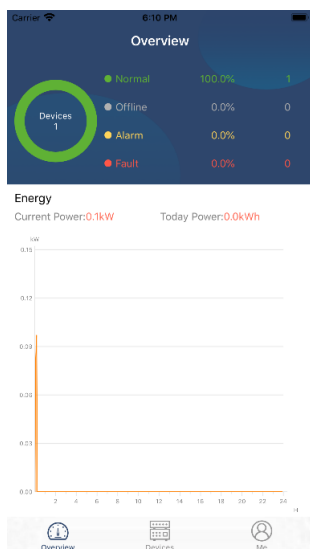 Carrier 6:10 PM
Overview
Normal 100.0% 1
Offline 0.0% 0
Devices
1
Alarm 0.0% 0
Fault 0.0% 0
Energy
Current Power:0.1kW Today Power:0.0kWh
kW
0.15
0.12
0.09
0.06
0.03
0.00
2 4 6 8 10 12 14 16 18 20 22 24
H
Overview Devices Me